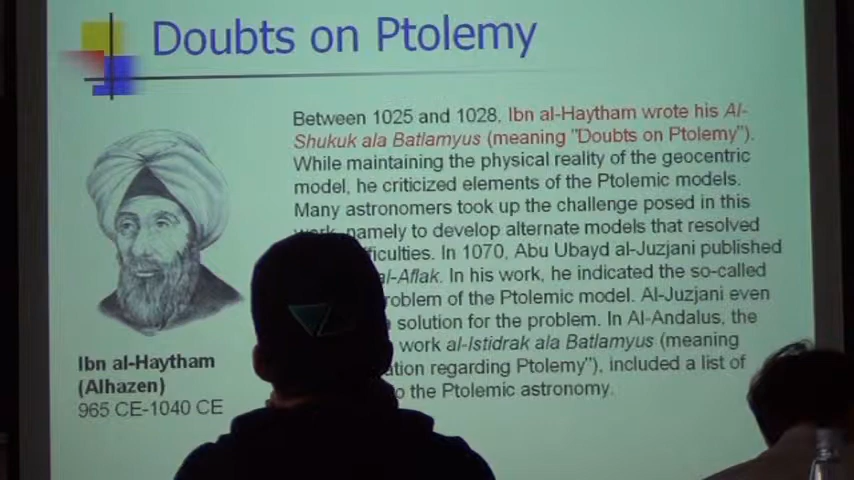 Doubts on Ptolemy
Between 1025 and 1028, Ibn al-Haytham wrote his Al-
Shukuk ala Batlamyus (meaning "Doubts on Ptolemy").
While maintaining the physical reality of the geocentric
model, he criticized elements of the Ptolemic models.
Many astronomers took up the challenge posed in this
namely to develop alternate models that resolved
In 1070, Abu Ubayd al-Juzjani published
al-Aflak. In his work, he indicated the so-called
of the Ptolemic model. Al-Juzjani even
solution for the problem. In Al-Andalus, the
work al-Istidrak ala Batlamyus (meaning
regarding Ptolemy"), included a list of
the Ptolemic astronomy.
Ibn al-Haytham
(Alhazen)
965 CE-1040 CE